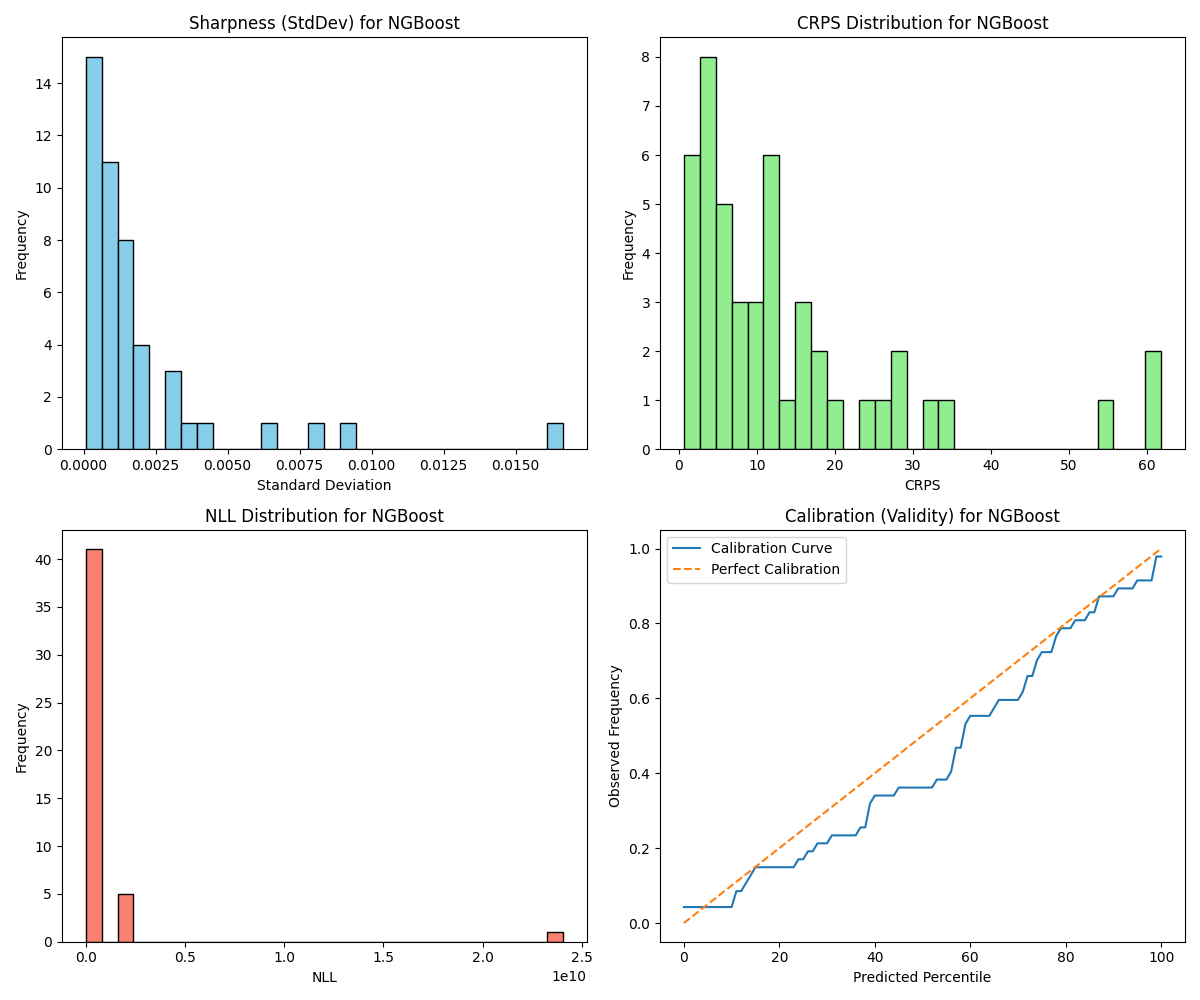 Sharpness (StdDev) for NGBoost
Frequency
14
12
10
8
6
4
2
0
0.0000 0.0025 0.0050 0.0075 0.0100 0.0125 0.0150
Standard Deviation
CRPS Distribution for NGBoost
Frequency
8
7
6
5
4
3
2
1
0
0 10 20 30 40 50 60
CRPS
NLL Distribution for NGBoost
Frequency
40
35
30
25
20
15
10
5
0
0.0 0.5 1.0 1.5 2.0 2.5
1e10
NLL
Calibration (Validity) for NGBoost
Calibration Curve
Perfect Calibration
Observed Frequency
1.0
0.8
0.6
0.4
0.2
0.0
0 20 40 60 80 100
Predicted Percentile